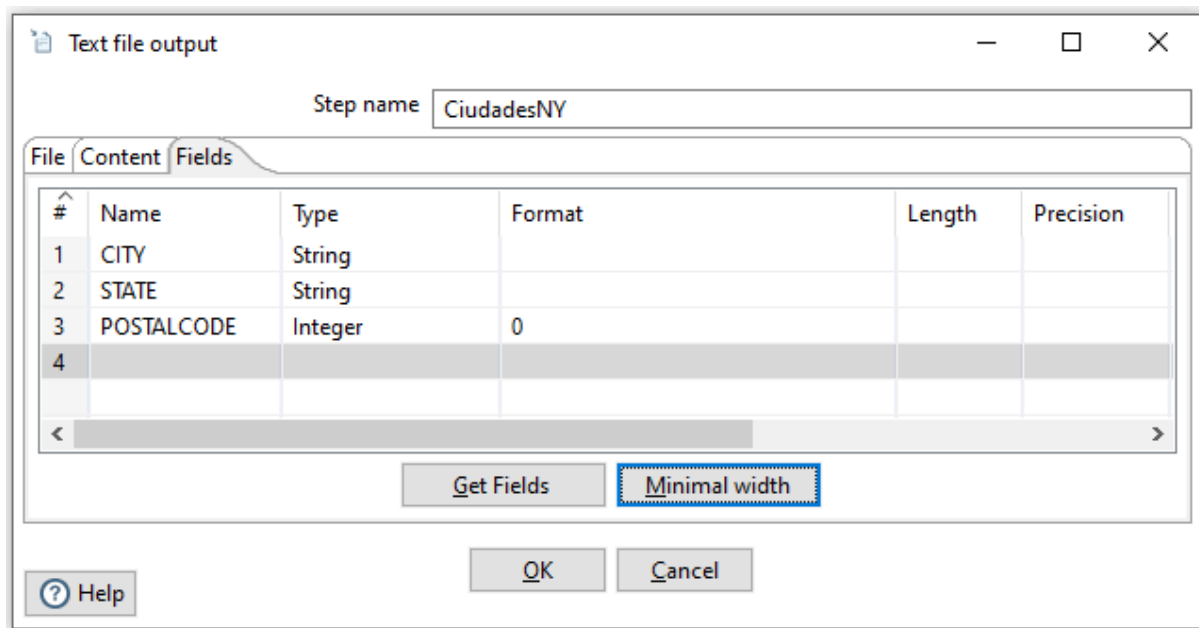 Text file output
Step name CiudadesNY
File Content Fields
# Name Type Format Length Precision
1 CITY String
2 STATE String
3 POSTALCODE Integer 0
4
Get Fields Minimal width
OK Cancel
? Help